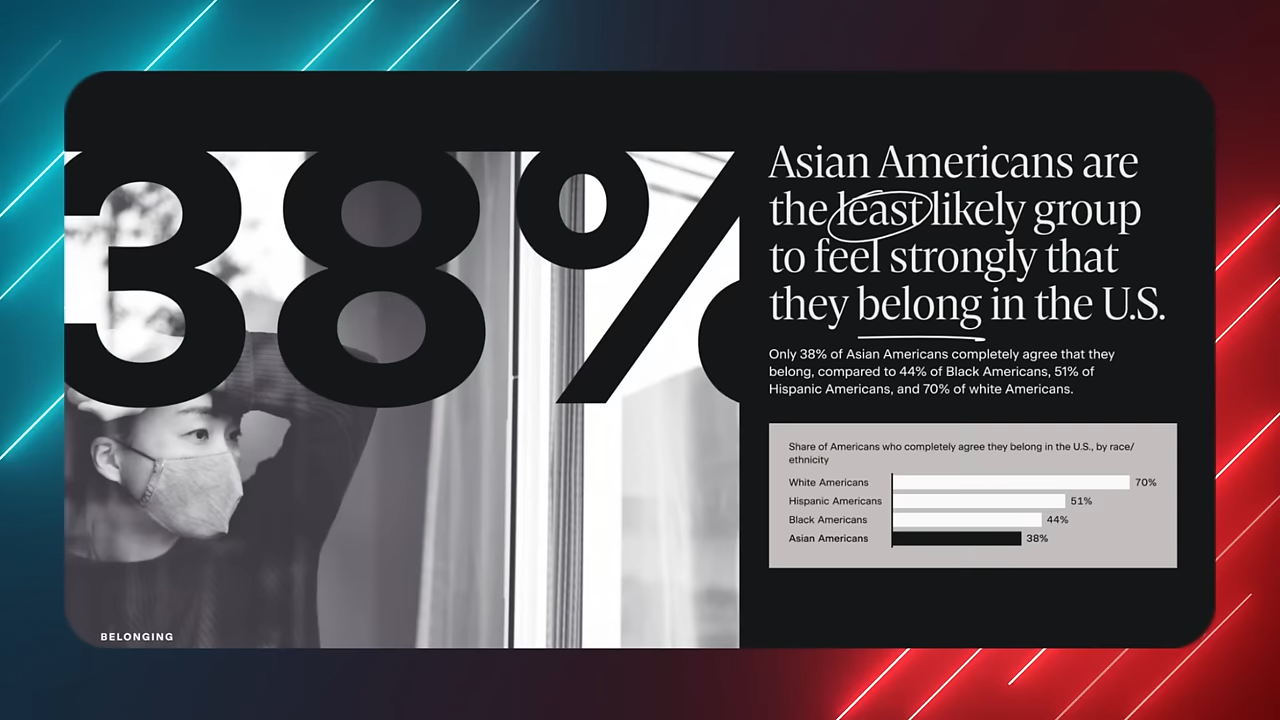 38%
Asian Americans are
the least likely group
to feel strongly that
they belong in the U.S.
Only 38% of Asian Americans completely agree that they
belong, compared to 44% of Black Americans, 51% of
Hispanic Americans, and 70% of white Americans.
Share of Americans who completely agree they belong in the U.S., by race/
ethnicity
White Americans 70%
Hispanic Americans 51%
Black Americans 44%
Asian Americans 38%
BELONGING